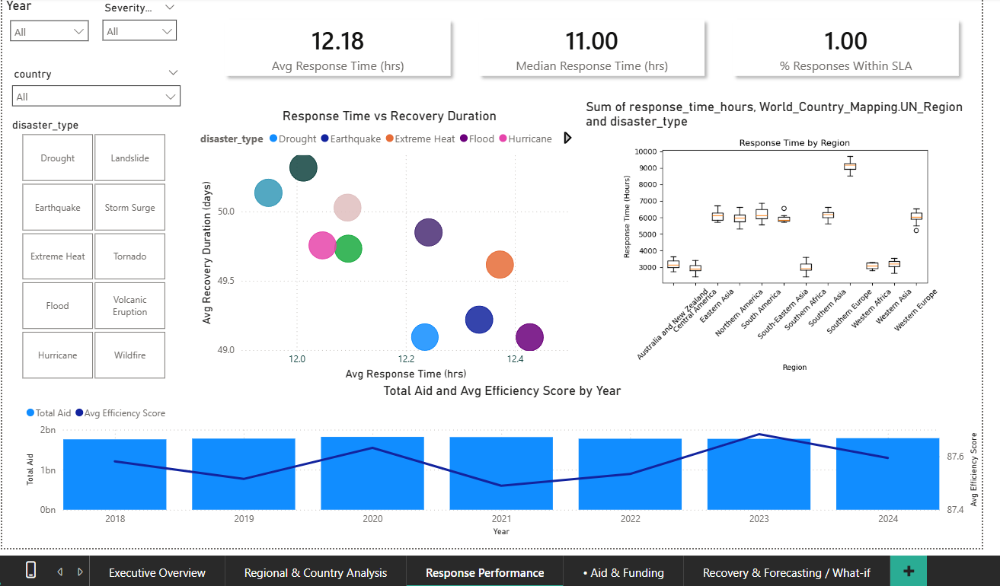 Year
Severity...
All
All
country
All
disaster_type
Drought
Landslide
Earthquake
Storm Surge
Extreme Heat
Tornado
Flood
Volcanic
Eruption
Hurricane
Wildfire
12.18
Avg Response Time (hrs)
11.00
Median Response Time (hrs)
1.00
% Responses Within SLA
Response Time vs Recovery Duration
disaster_type Drought Earthquake Extreme Heat Flood Hurricane
Avg Recovery Duration (days)
50.0
49.5
49.0
12.0 12.2 12.4
Avg Response Time (hrs)
Sum of response_time_hours, World_Country_Mapping.UN_Region
and disaster_type
Response Time by Region
Response Time (Hours)
10000
9000
8000
7000
6000
5000
4000
3000
Australia and New Zealand
Central America
Eastern Asia
Northern America
South America
South-Eastern Asia
Southern Africa
Southern Asia
Southern Europe
Western Africa
Western Asia
Western Europe
Region
Total Aid and Avg Efficiency Score by Year
Total Aid Avg Efficiency Score
Total Aid
2bn
1bn
0bn
2018 2019 2020 2021 2022 2023 2024
Year
87.6
87.4
Avg Efficiency Score
Executive Overview
Regional & Country Analysis
Response Performance
• Aid & Funding
Recovery & Forecasting / What-if
+